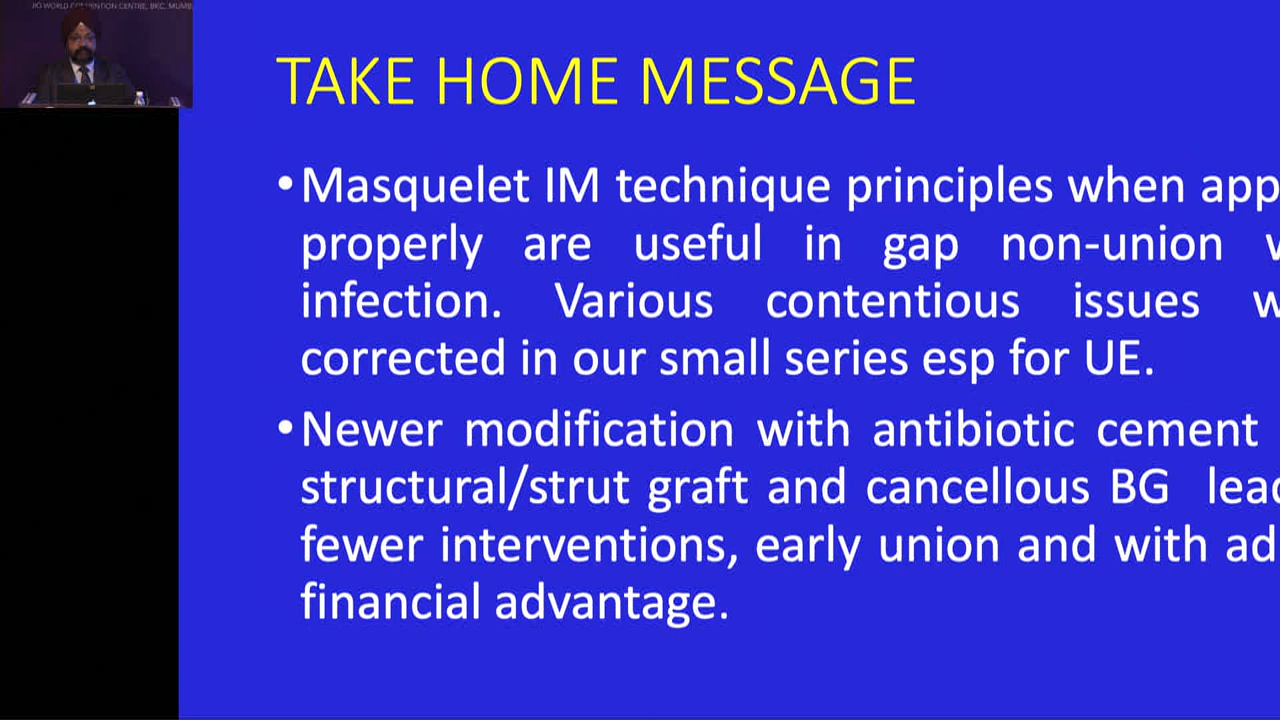 JIO WORLD CONVENTION CENTRE, BKC, MUMB
TAKE HOME MESSAGE
•Masquelet IM technique principles when app
properly are useful in gap non-union
infection. Various contentious issues
corrected in our small series esp for UE.
•Newer modification with antibiotic cement
structural/strut graft and cancellous BG lead
fewer interventions, early union and with ad
financial advantage.